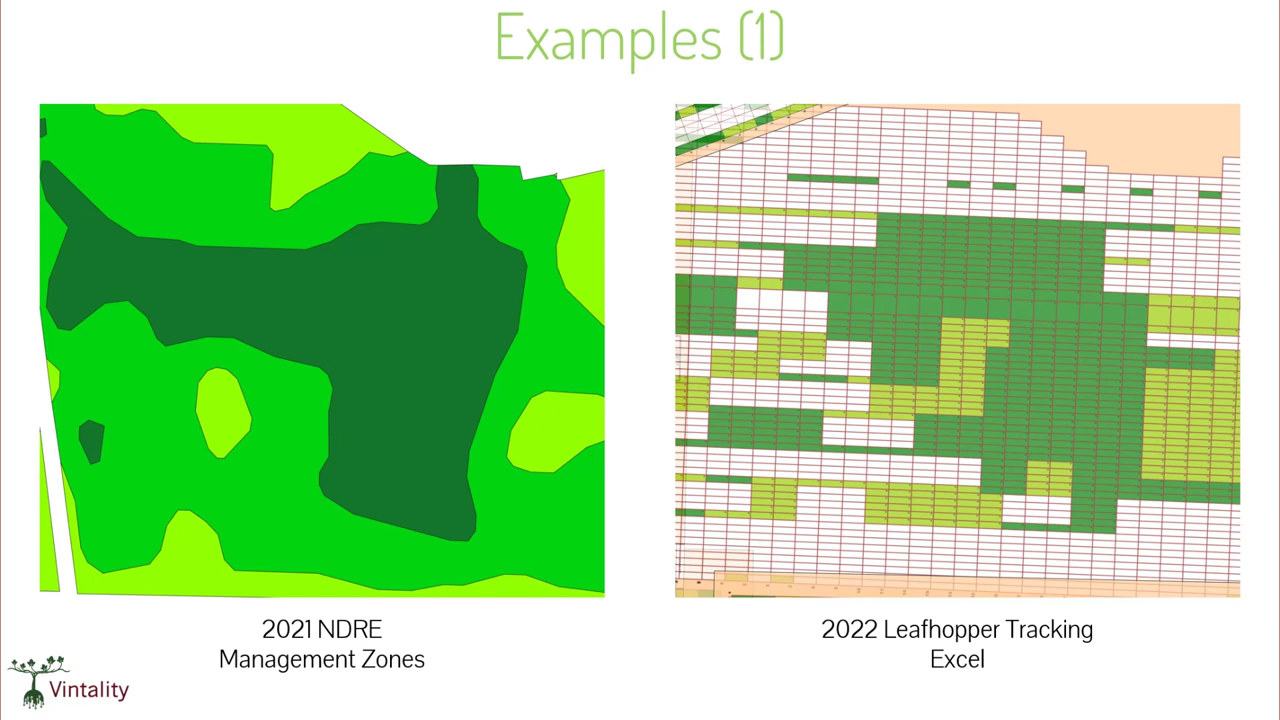 Examples (1)
2021 NDRE
Management Zones
2022 Leafhopper Tracking
Excel
Vintality